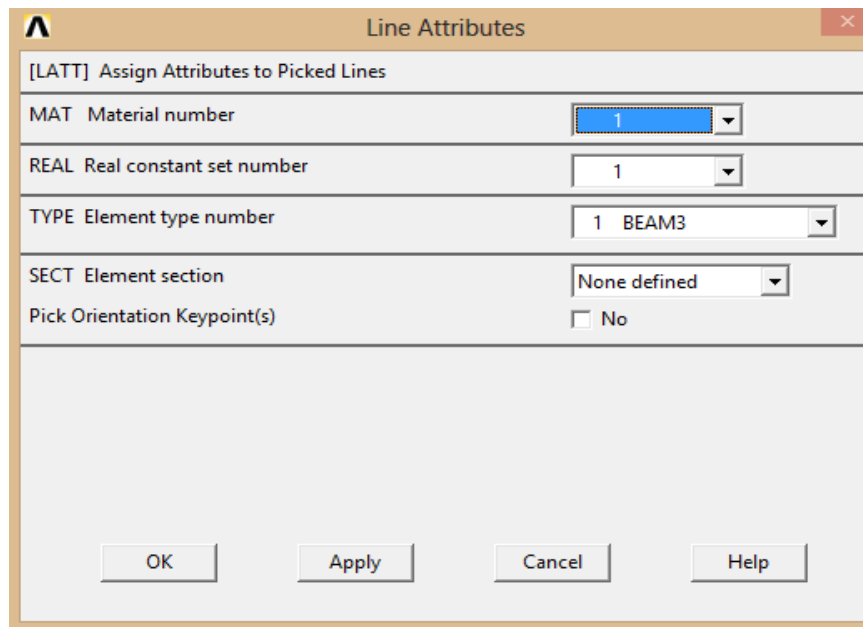 Line Attributes
[LATT] Assign Attributes to Picked Lines
MAT Material number 1
REAL Real constant set number 1
TYPE Element type number 1 BEAM3
SECT Element section None defined
Pick Orientation Keypoint(s) No
OK Apply Cancel Help